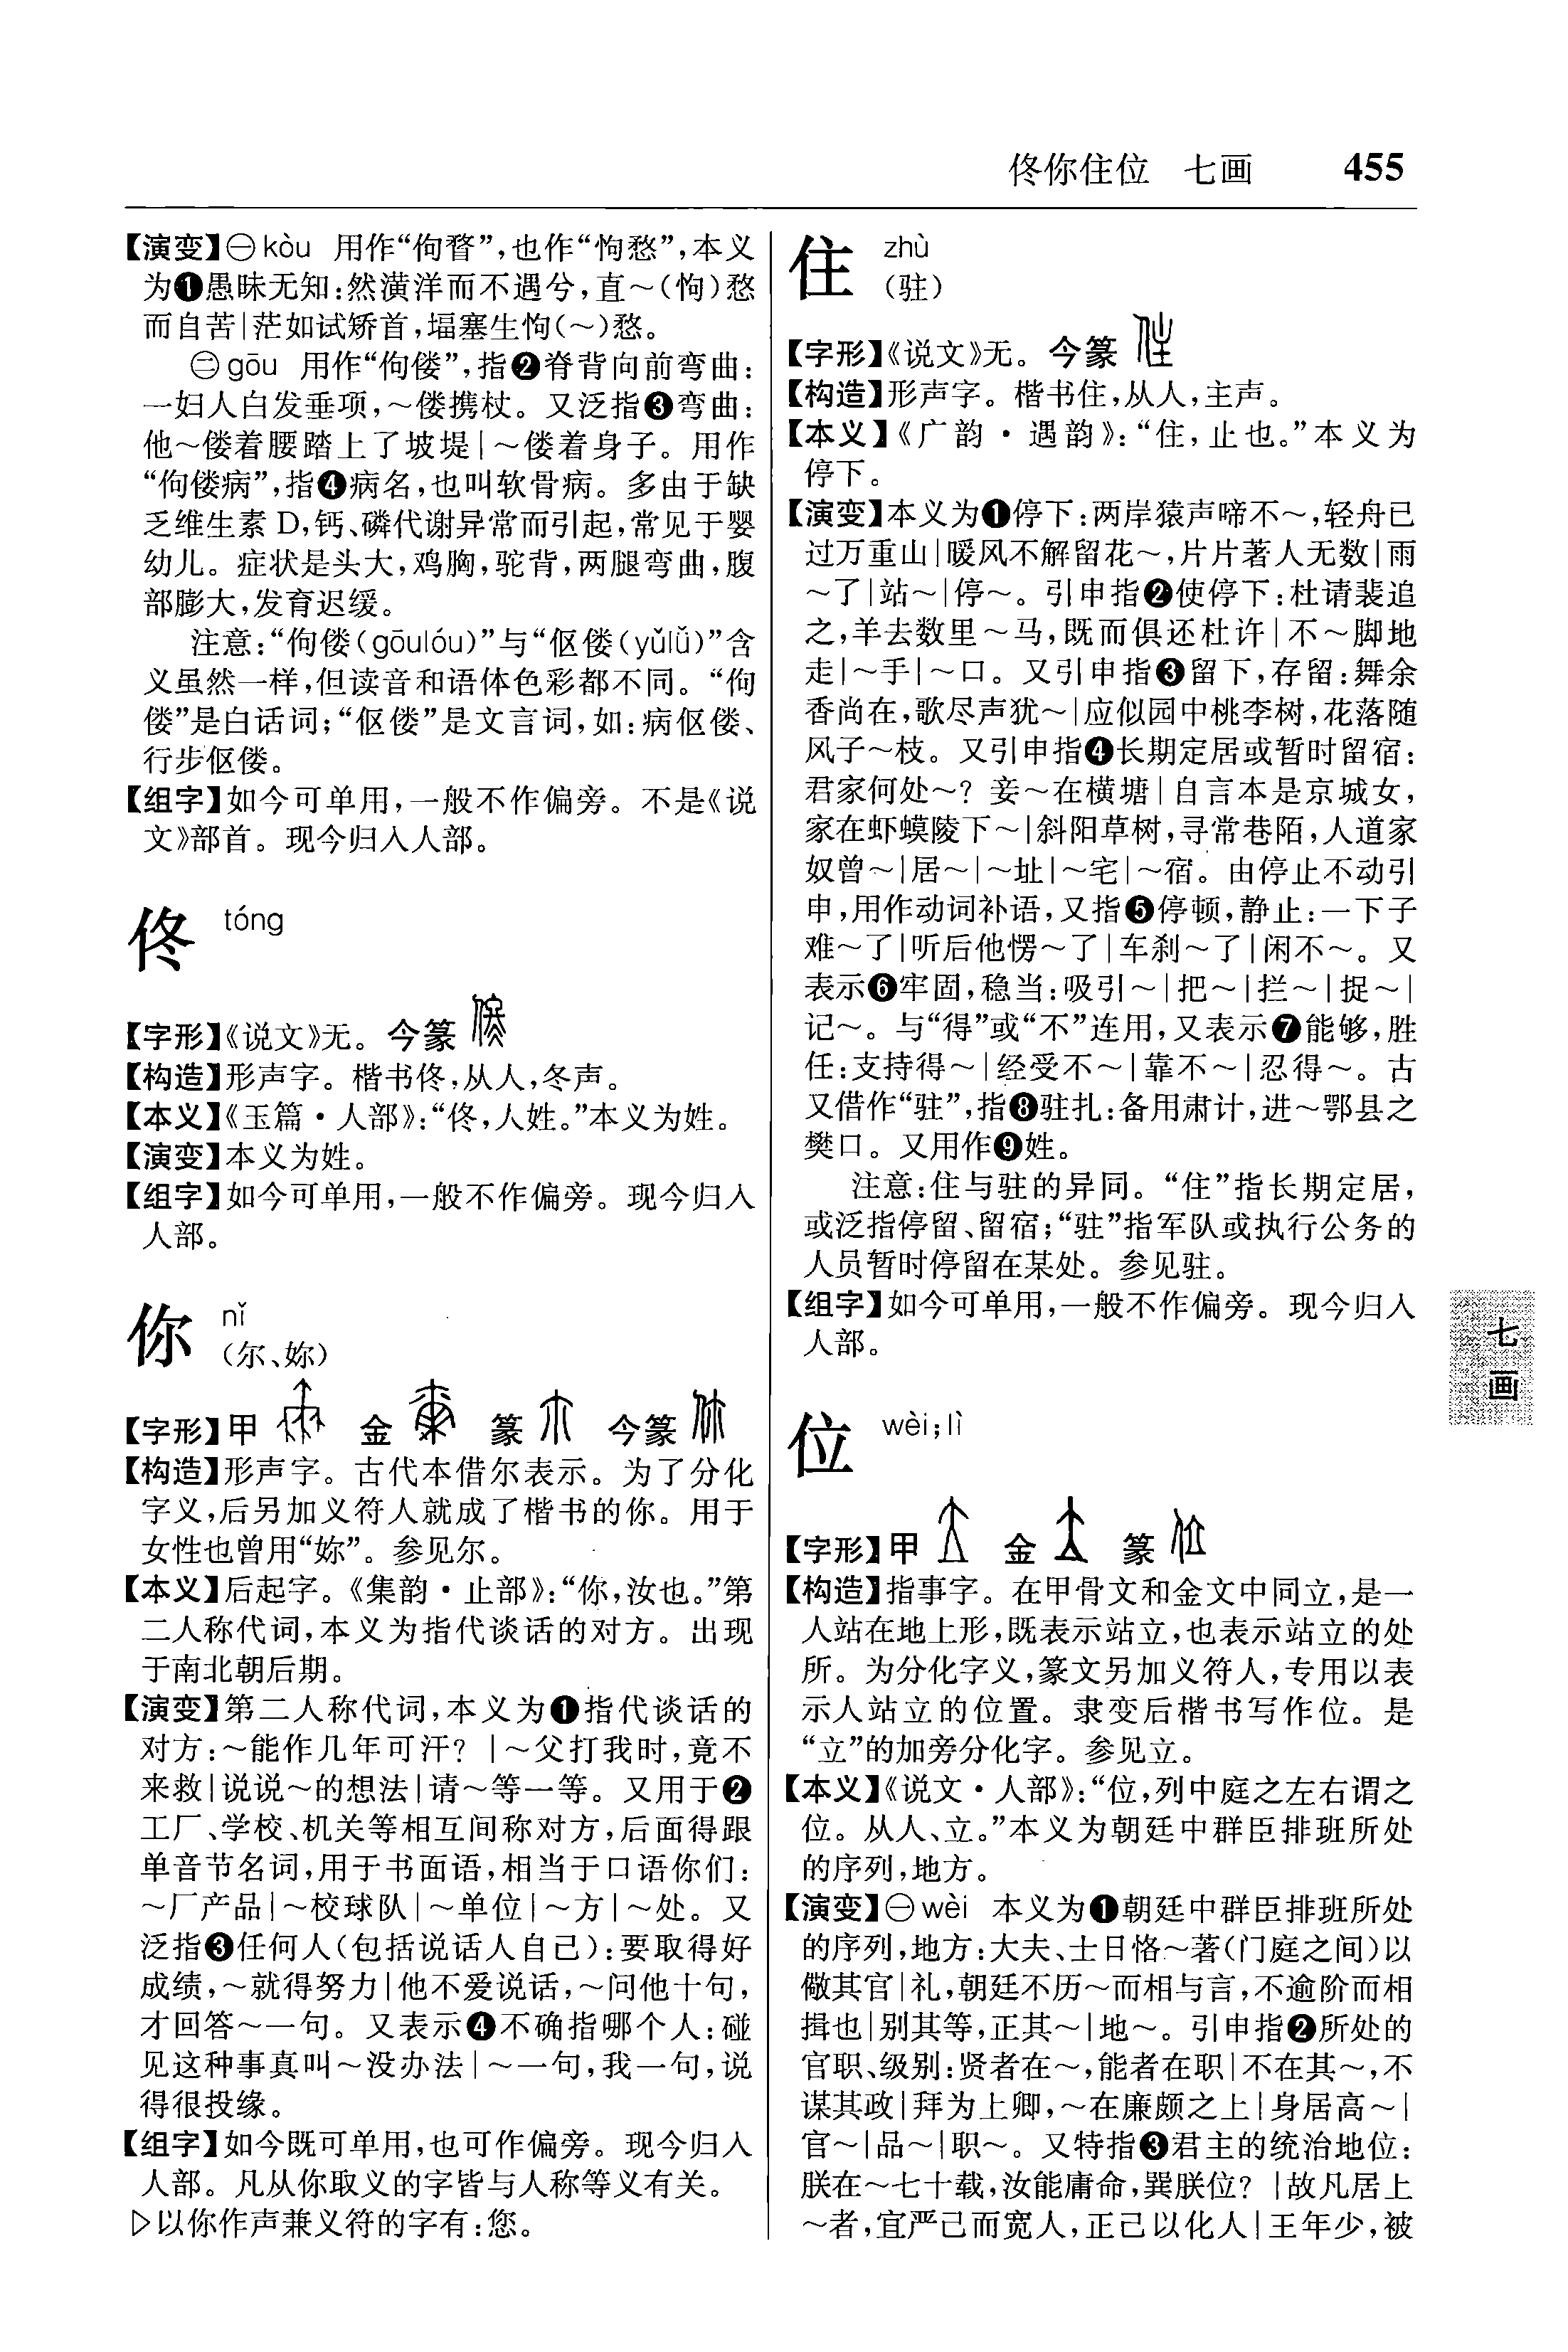 佟你住位 七画 455
【演变】㊀kòu 用作“佝瞀”,也作“怐愗”,本义
为❶愚昧无知:然潢洋而不遇兮,直～(怐)愗
而自苦|茫如试矫首,塕塞生怐(～)愗。
㊁gōu 用作“佝偻”,指❷脊背向前弯曲:
一妇人白发垂项,～偻携杖。又泛指❸弯曲:
他～偻着腰踏上了坡堤|～偻着身子。用作
“佝偻病”,指❹病名,也叫软骨病。多由于缺
乏维生素 D,钙、磷代谢异常而引起,常见于婴
幼儿。症状是头大,鸡胸,驼背,两腿弯曲,腹
部膨大,发育迟缓。
注意:“佝偻(gōulóu)”与“伛偻(yǔlǚ)”含
义虽然一样,但读音和语体色彩都不同。“佝
偻”是白话词;“伛偻”是文言词,如:病伛偻、
行步伛偻。
【组字】如今可单用,一般不作偏旁。不是《说
文》部首。现今归入人部。
佟 tóng
【字形】《说文》无。今篆
【构造】形声字。楷书佟,从人,冬声。
【本义】《玉篇·人部》:“佟,人姓。”本义为姓。
【演变】本义为姓。
【组字】如今可单用,一般不作偏旁。现今归入
人部。
你 nǐ
(尔、妳)
【字形】甲 金 篆 今篆
【构造】形声字。古代本借尔表示。为了分化
字义,后另加义符人就成了楷书的你。用于
女性也曾用“妳”。参见尔。
【本义】后起字。《集韵·止部》:“你,汝也。”第
二人称代词,本义为指代谈话的对方。出现
于南北朝后期。
【演变】第二人称代词,本义为❶指代谈话的
对方:～能作几年可汗?|～父打我时,竟不
来救|说说～的想法|请～等一等。又用于❷
工厂、学校、机关等相互间称对方,后面得跟
单音节名词,用于书面语,相当于口语你们:
～厂产品|～校球队|～单位|～方|～处。又
泛指❸任何人(包括说话人自己):要取得好
成绩,～就得努力|他不爱说话,～问他十句,
才回答～一句。又表示❹不确指哪个人:碰
见这种事真叫～没办法|～一句,我一句,说
得很投缘。
【组字】如今既可单用,也可作偏旁。现今归入
人部。凡从你取义的字皆与人称等义有关。
▷以你作声兼义符的字有:您。
住 zhù
(驻)
【字形】《说文》无。今篆
【构造】形声字。楷书住,从人,主声。
【本义】《广韵·遇韵》:“住,止也。”本义为
停下。
【演变】本义为❶停下:两岸猿声啼不～,轻舟已
过万重山|暖风不解留花～,片片著人无数|雨
～了|站～|停～。引申指❷使停下:杜请裴追
之,羊去数里～马,既而俱还杜许|不～脚地
走|～手|～口。又引申指❸留下,存留:舞余
香尚在,歌尽声犹～|应似园中桃李树,花落随
风子～枝。又引申指❹长期定居或暂时留宿:
君家何处～?妾～在横塘|自言本是京城女,
家在虾蟆陵下～|斜阳草树,寻常巷陌,人道寄
奴曾～|居～|～址|～宅|～宿。由停止不动引
申,用作动词补语,又指❺停顿,静止:一下子
难～了|听后他愣～了|车刹～了|闲不～。又
表示❻牢固,稳当:吸引～|把～|拦～|捉～|
记～。与“得”或“不”连用,又表示❼能够,胜
任:支持得～|经受不～|靠不～|忍得～。古
又借作“驻”,指❽驻扎:备用肃计,进～鄂县之
樊口。又用作❾姓。
注意:住与驻的异同。“住”指长期定居,
或泛指停留、留宿;“驻”指军队或执行公务的
人员暂时停留在某处。参见驻。
【组字】如今可单用,一般不作偏旁。现今归入
人部。
位 wèi;lì
【字形】甲 金 篆
【构造】指事字。在甲骨文和金文中同立,是一
人站在地上形,既表示站立,也表示站立的处
所。为分化字义,篆文另加义符人,专用以表
示人站立的位置。隶变后楷书写作位。是
“立”的加旁分化字。参见立。
【本义】《说文·人部》:“位,列中庭之左右谓之
位。从人、立。”本义为朝廷中群臣排班所处
的序列,地方。
【演变】㊀wèi 本义为❶朝廷中群臣排班所处
的序列,地方:大夫、士日恪～著(门庭之间)以
儆其官|礼,朝廷不历～而相与言,不逾阶而相
揖也|别其等,正其～|地～。引申指❷所处的
官职、级别:贤者在～,能者在职|不在其～,不
谋其政|拜为上卿,～在廉颇之上|身居高～|
官～|品～|职～。又特指❸君主的统治地位:
朕在～七十载,汝能庸命,巽朕位?|故凡居上
～者,宜严己而宽人,正己以化人|王年少,被
七
画